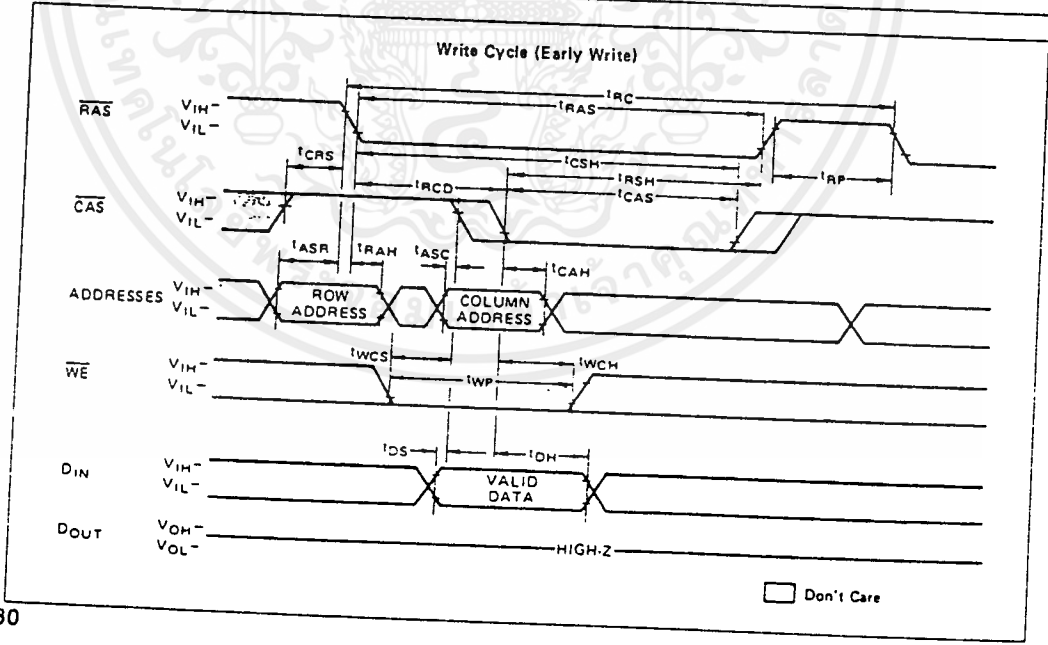 Write Cycle (Early Write)
tRC
tRAS
RAS
VIH-
VIL-
tCRS
tCSH
tRSH
tRP
tRCD
tCAS
CAS
VIH-
VIL-
tASR
tRAH
tASC
tCAH
ADDRESSES
VIH-
VIL-
ROW
ADDRESS
COLUMN
ADDRESS
tWCS
tWCH
tWP
WE
VIH-
VIL-
tDS
tDH
DIN
VIH-
VIL-
VALID
DATA
DOUT
VOH-
VOL-
HIGH-Z
Don't Care
30